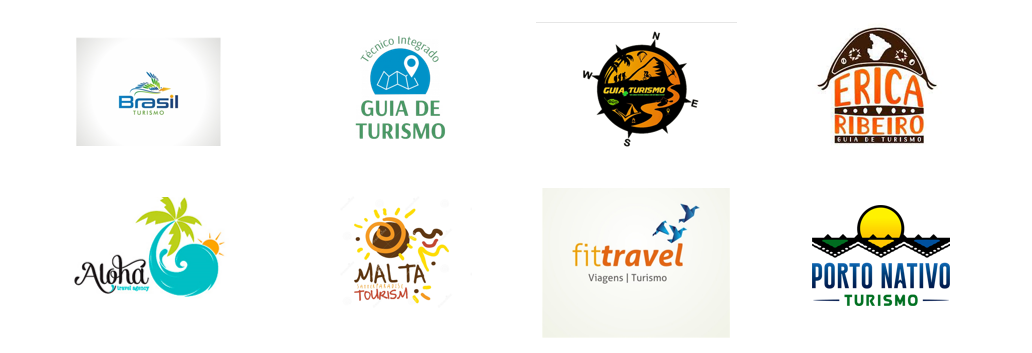 Brasil
TURISMO
Técnico Integrado
GUIA DE
TURISMO
N
W
E
S
GUIA TURISMO
ERICA
RIBEIRO
GUIA DE TURISMO
Aloha
travel agency
MALTA
TOURISM
fittravel
Viagens | Turismo
PORTO NATIVO
TURISMO